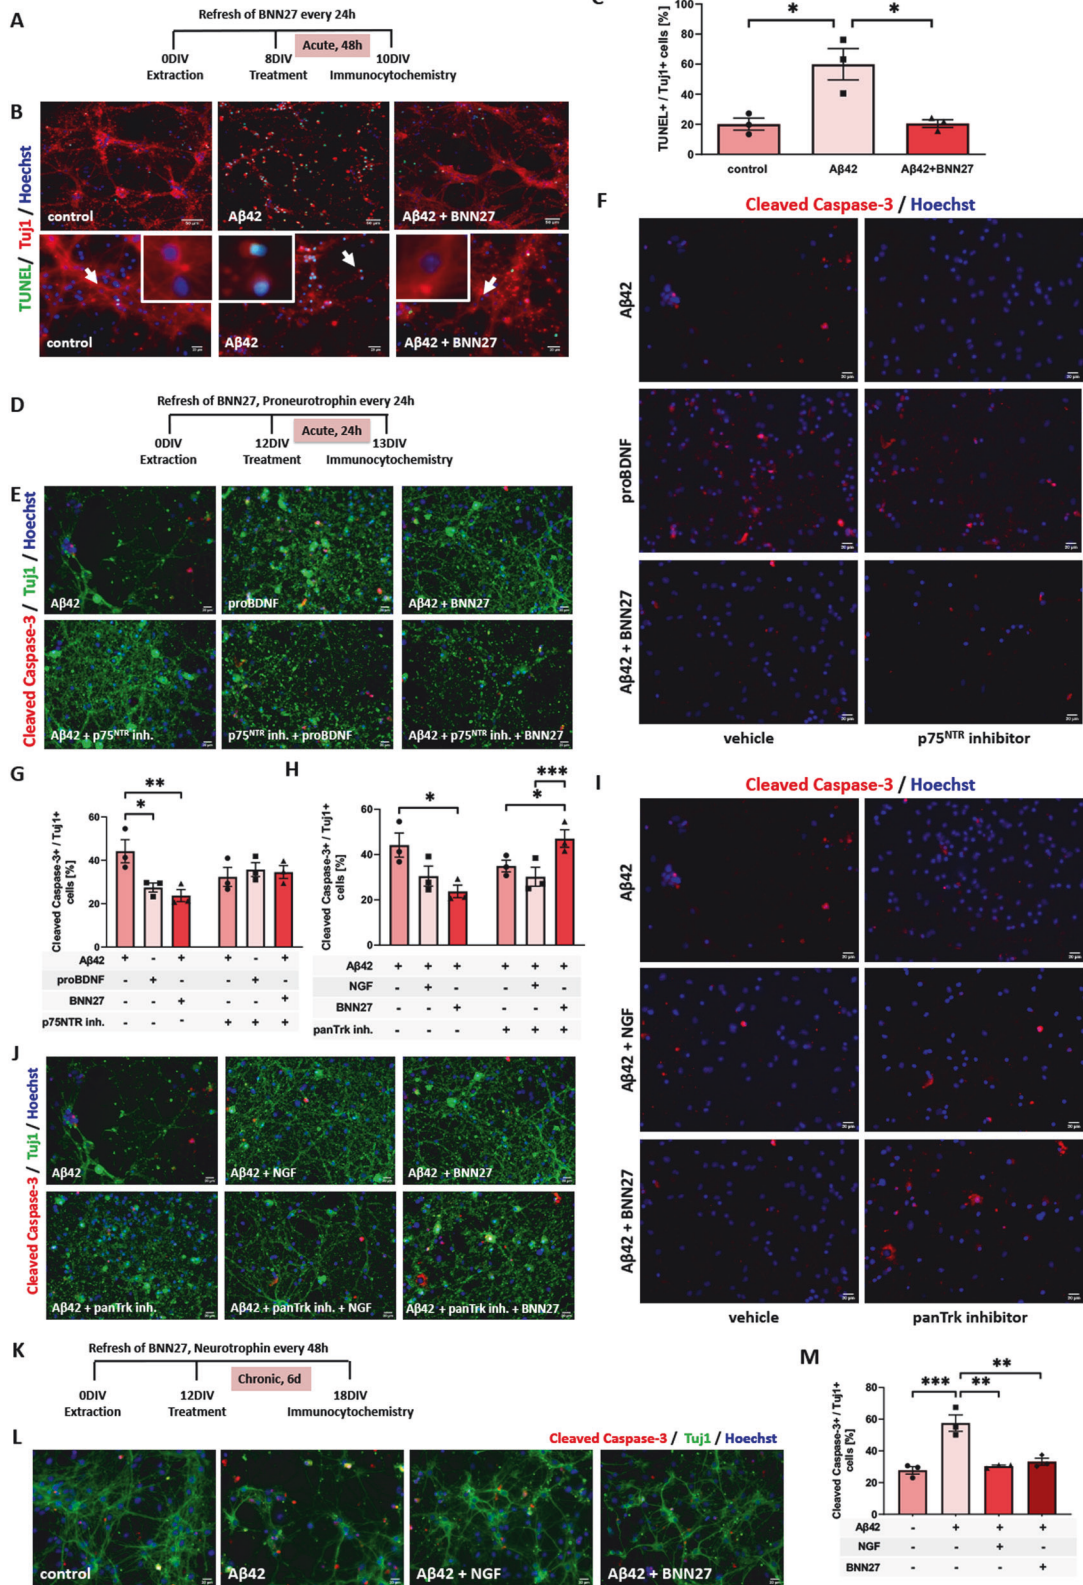 A
Refresh of BNN27 every 24h
Acute, 48h
0DIV
8DIV
10DIV
Extraction
Treatment
Immunocytochemistry
B
TUNEL/ Tuj1 / Hoechst
control
Aβ42
Aβ42 + BNN27
control
Aβ42
Aβ42 + BNN27
C
TUNEL+ / Tuj1+ cells [%]
100
80
60
40
20
0
*
*
control
Aβ42
Aβ42+BNN27
D
Refresh of BNN27, Proneurotrophin every 24h
Acute, 24h
0DIV
12DIV
13DIV
Extraction
Treatment
Immunocytochemistry
E
Cleaved Caspase-3 / Tuj1 / Hoechst
Aβ42
proBDNF
Aβ42 + BNN27
Aβ42 + p75NTR inh.
p75NTR inh. + proBDNF
Aβ42 + p75NTR inh. + BNN27
F
Cleaved Caspase-3 / Hoechst
Aβ42
proBDNF
Aβ42 + BNN27
vehicle
p75NTR inhibitor
G
Cleaved Caspase-3+ / Tuj1+
cells [%]
60
40
20
0
**
*
Aβ42 + - + + - +
proBDNF - + - - + -
BNN27 - - + - - +
p75NTR inh. - - - + + +
H
Cleaved Caspase-3+ / Tuj1+
cells [%]
60
40
20
0
*
***
*
Aβ42 + + + + + +
NGF - + - - + -
BNN27 - - + - - +
panTrk inh. - - - + + +
I
Cleaved Caspase-3 / Hoechst
Aβ42
Aβ42 + NGF
Aβ42 + BNN27
vehicle
panTrk inhibitor
J
Cleaved Caspase-3 / Tuj1 / Hoechst
Aβ42
Aβ42 + NGF
Aβ42 + BNN27
Aβ42 + panTrk inh.
Aβ42 + panTrk inh. + NGF
Aβ42 + panTrk inh. + BNN27
K
Refresh of BNN27, Neurotrophin every 48h
Chronic, 6d
0DIV
12DIV
18DIV
Extraction
Treatment
Immunocytochemistry
L
Cleaved Caspase-3 / Tuj1 / Hoechst
control
Aβ42
Aβ42 + NGF
Aβ42 + BNN27
M
Cleaved Caspase-3+ / Tuj1+
cells [%]
80
60
40
20
0
***
**
**
Aβ42 - + + +
NGF - - + -
BNN27 - - - +